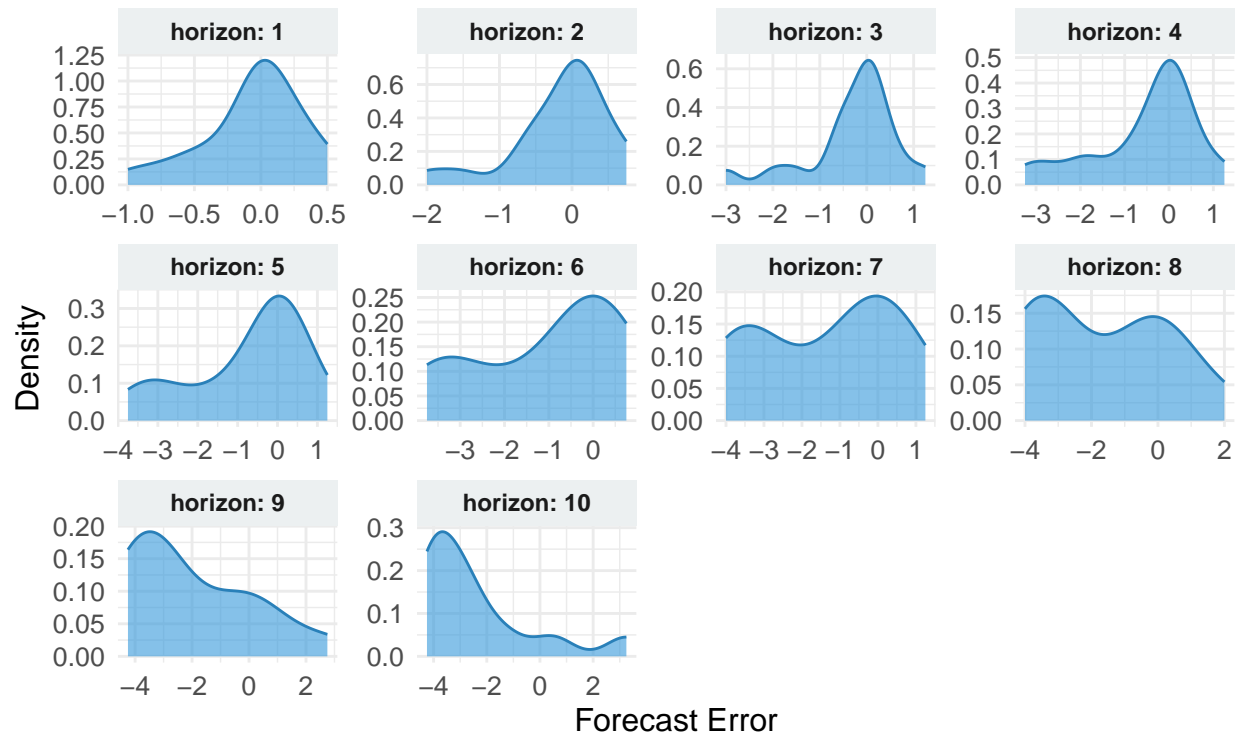 horizon: 1 horizon: 2 horizon: 3 horizon: 4
1.25 1.00 0.75 0.50 0.25 0.00
−1.0 −0.5 0.0 0.5
0.6 0.4 0.2 0.0
−2 −1 0
0.6 0.4 0.2 0.0
−3 −2 −1 0 1
0.5 0.4 0.3 0.2 0.1 0.0
−3 −2 −1 0 1
horizon: 5 horizon: 6 horizon: 7 horizon: 8
0.3 0.2 0.1 0.0
−4 −3 −2 −1 0 1
0.25 0.20 0.15 0.10 0.05 0.00
−3 −2 −1 0
0.20 0.15 0.10 0.05 0.00
−4 −3 −2 −1 0 1
0.15 0.10 0.05 0.00
−4 −2 0 2
Density
horizon: 9 horizon: 10
0.20 0.15 0.10 0.05 0.00
−4 −2 0 2
0.3 0.2 0.1 0.0
−4 −2 0 2
Forecast Error